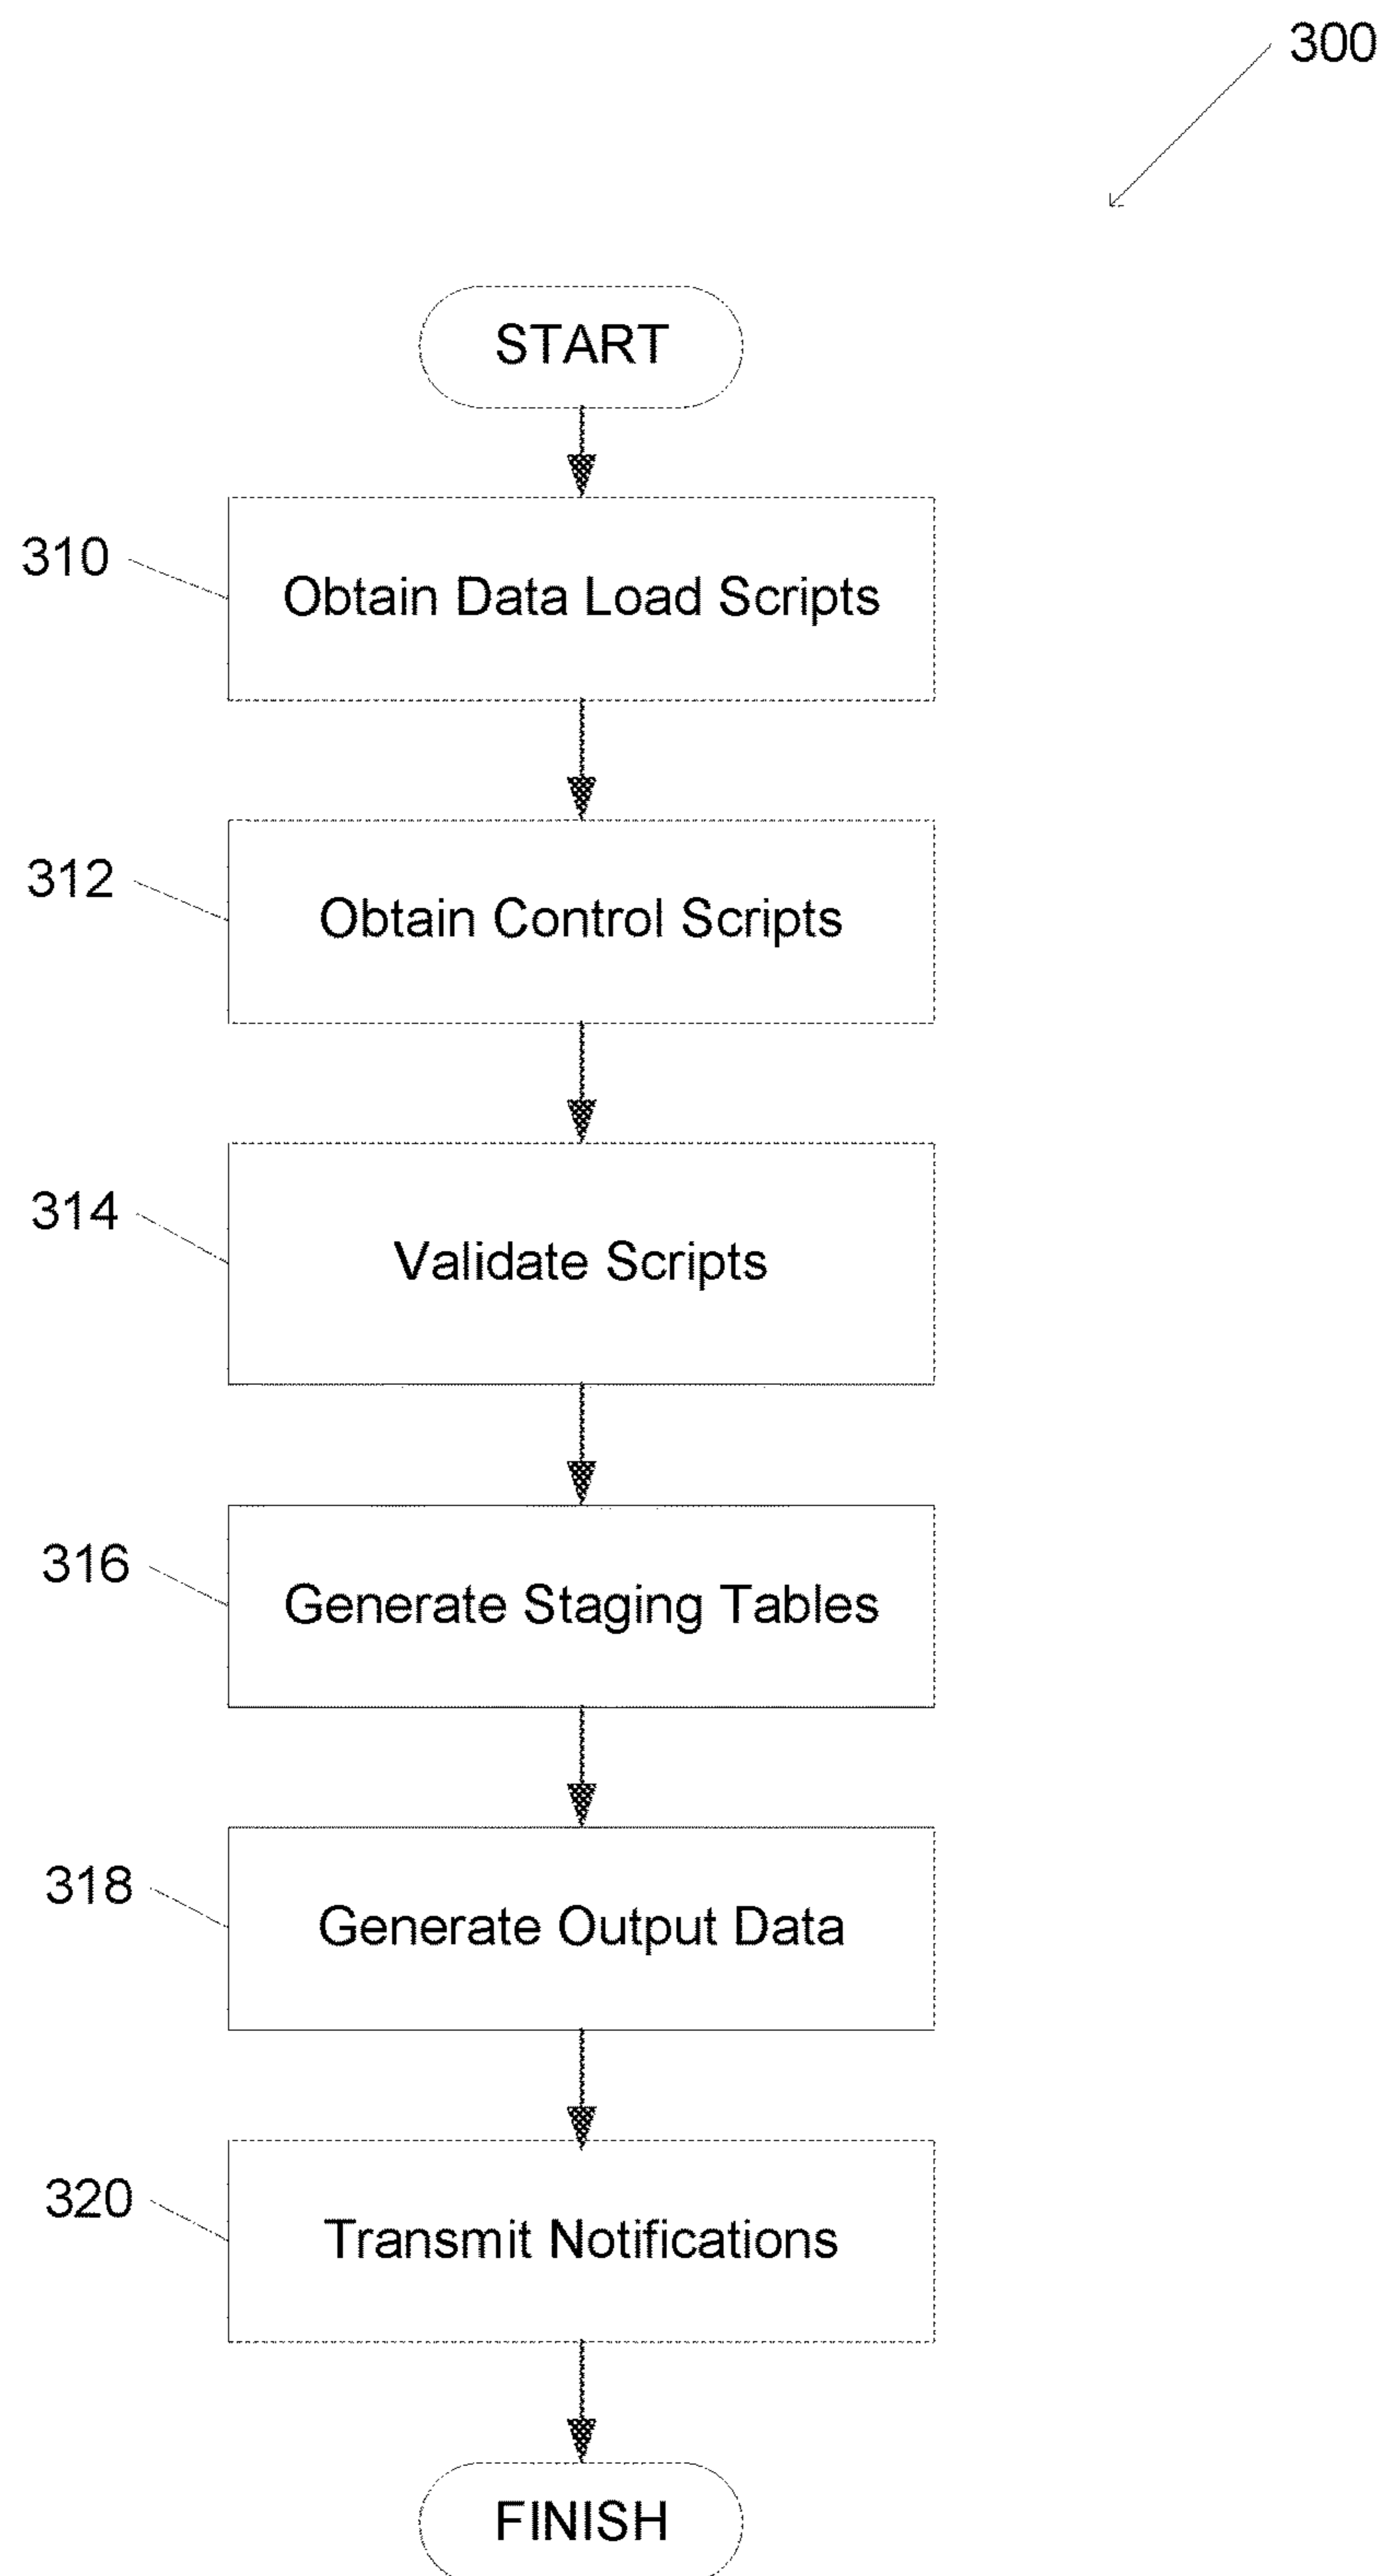 300
START
310
Obtain Data Load Scripts
312
Obtain Control Scripts
314
Validate Scripts
316
Generate Staging Tables
318
Generate Output Data
320
Transmit Notifications
FINISH